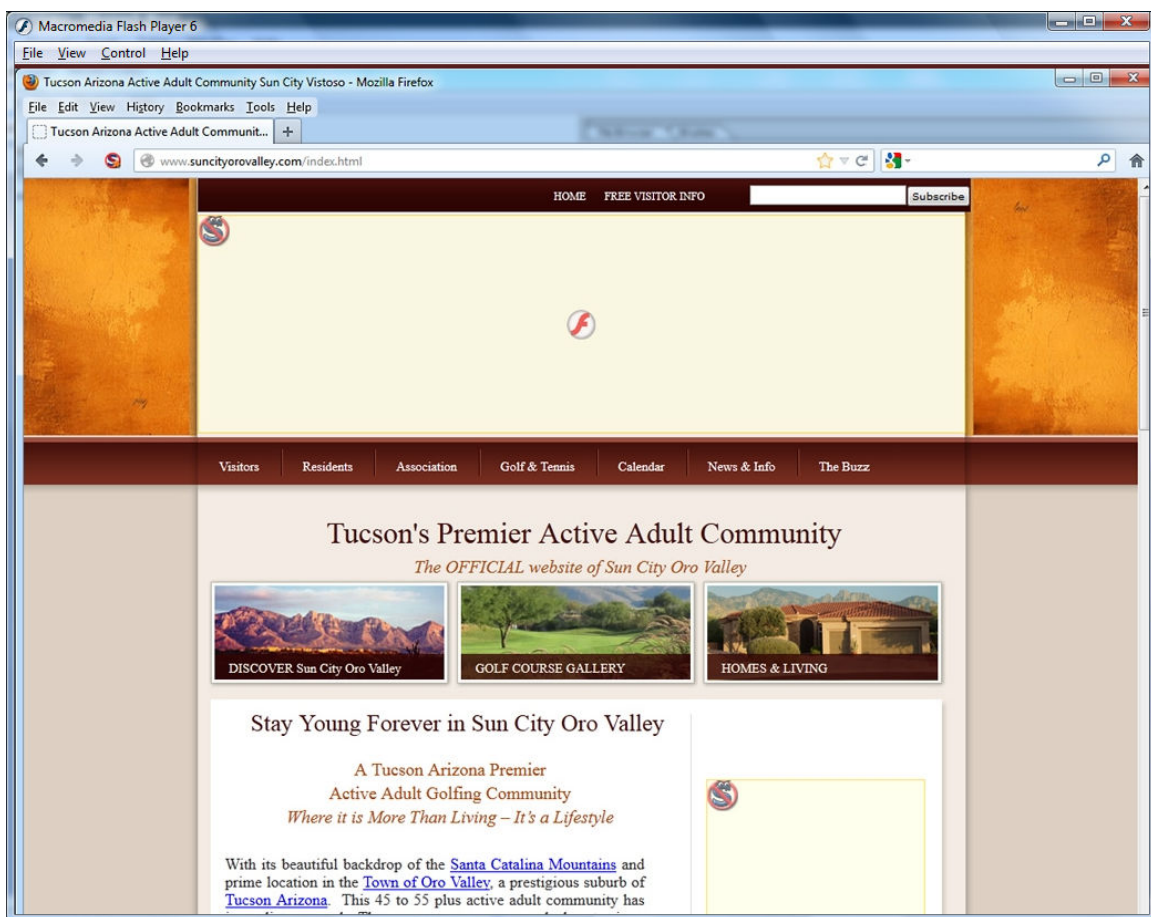 Macromedia Flash Player 6
File View Control Help
Tucson Arizona Active Adult Community Sun City Vistoso - Mozilla Firefox
File Edit View History Bookmarks Tools Help
Tucson Arizona Active Adult Communit... +
www.suncityorovalley.com/index.html
HOME FREE VISITOR INFO Subscribe
Visitors Residents Association Golf & Tennis Calendar News & Info The Buzz
Tucson's Premier Active Adult Community
The OFFICIAL website of Sun City Oro Valley
DISCOVER Sun City Oro Valley GOLF COURSE GALLERY HOMES & LIVING
Stay Young Forever in Sun City Oro Valley
A Tucson Arizona Premier
Active Adult Golfing Community
Where it is More Than Living – It's a Lifestyle
With its beautiful backdrop of the Santa Catalina Mountains and
prime location in the Town of Oro Valley, a prestigious suburb of
Tucson Arizona. This 45 to 55 plus active adult community has